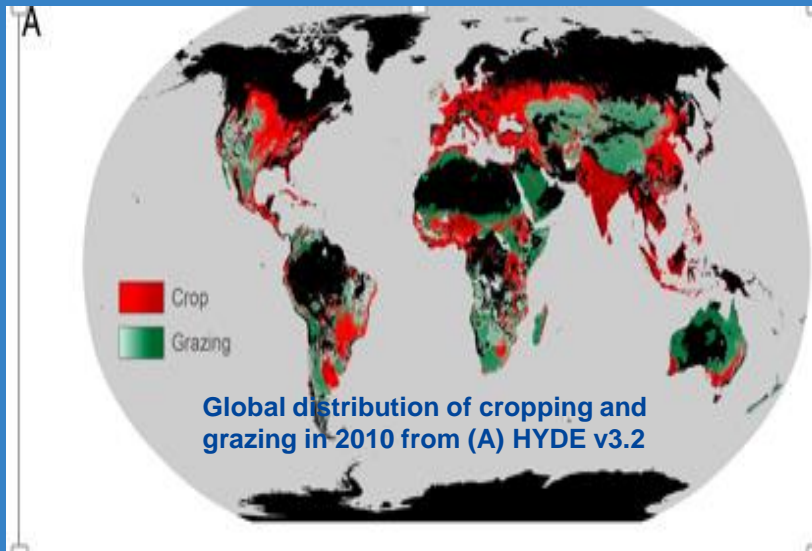 A
Crop
Grazing
Global distribution of cropping and
grazing in 2010 from (A) HYDE v3.2